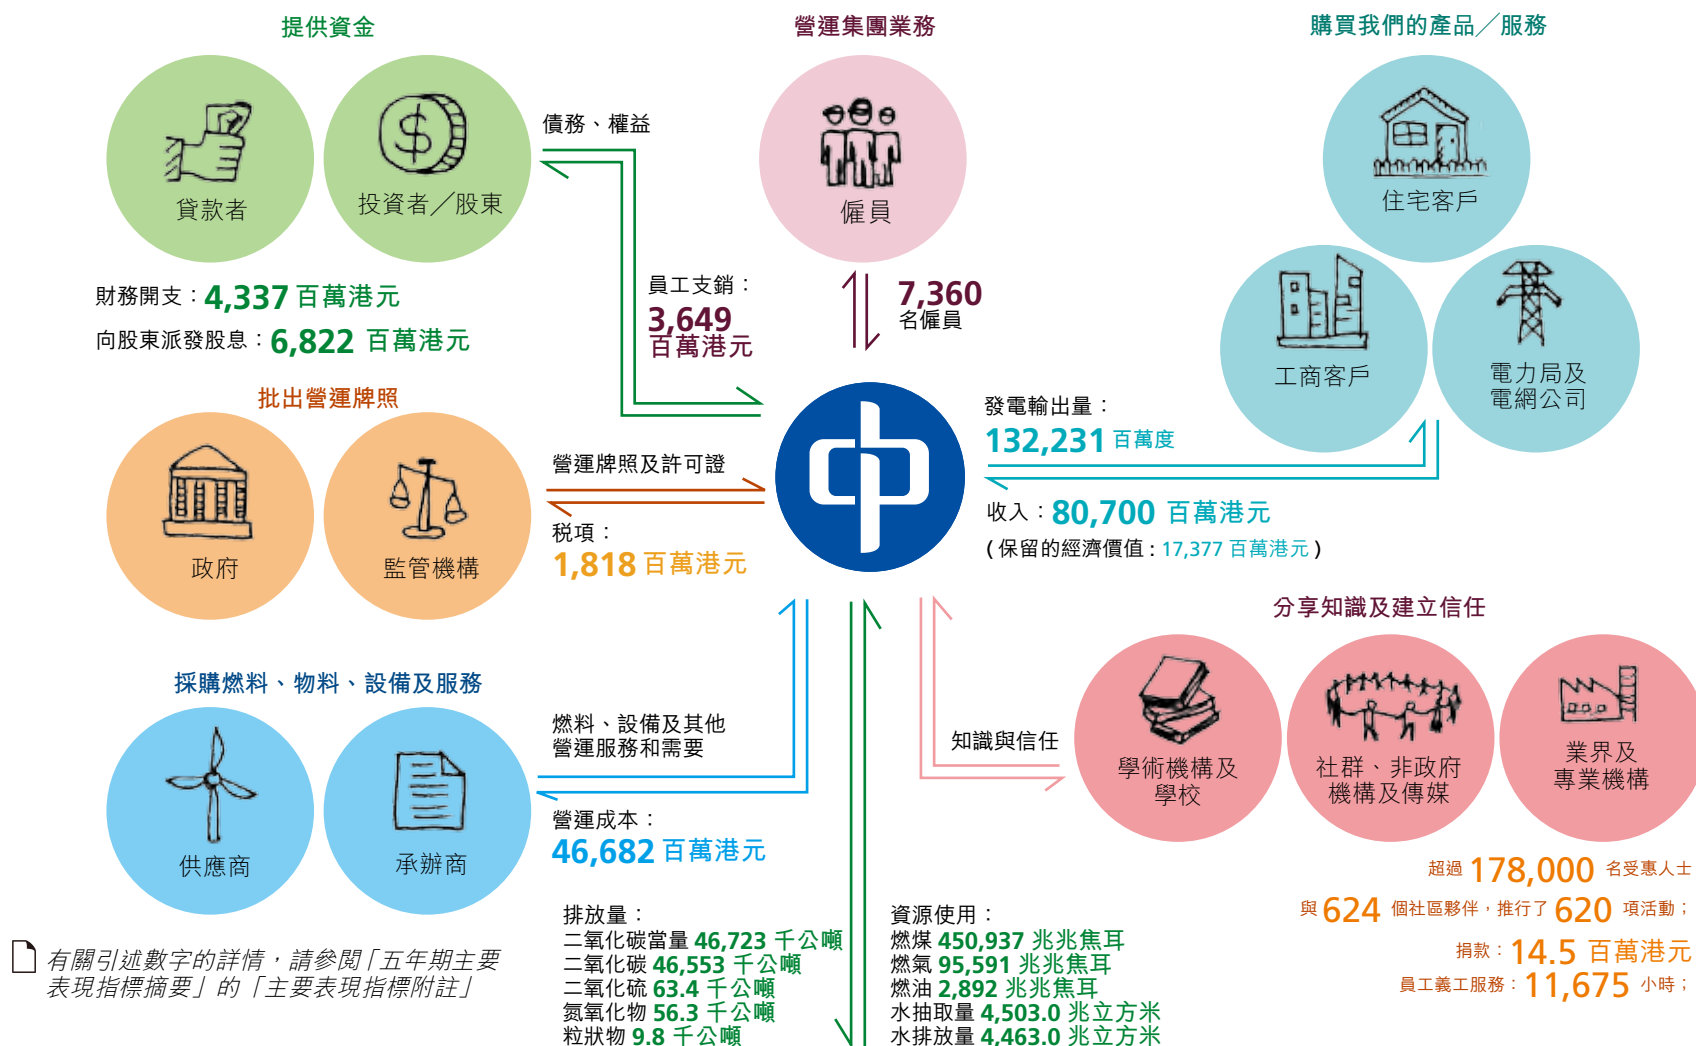 提供資金
貸款者
投資者／股東
債務、權益
財務開支：4,337 百萬港元
向股東派發股息：6,822 百萬港元
營運集團業務
僱員
員工支銷：
3,649
百萬港元
7,360
名僱員
購買我們的產品／服務
住宅客戶
工商客戶
電力局及
電網公司
發電輸出量：
132,231 百萬度
收入：80,700 百萬港元
(保留的經濟價值：17,377 百萬港元)
批出營運牌照
政府
監管機構
營運牌照及許可證
税項：
1,818 百萬港元
採購燃料、物料、設備及服務
供應商
承辦商
燃料、設備及其他
營運服務和需要
營運成本：
46,682 百萬港元
分享知識及建立信任
知識與信任
學術機構及
學校
社群、非政府
機構及傳媒
業界及
專業機構
超過 178,000 名受惠人士
與 624 個社區夥伴，推行了 620 項活動；
捐款：14.5 百萬港元
員工義工服務：11,675 小時；
排放量：
二氧化碳當量 46,723 千公噸
二氧化碳 46,553 千公噸
二氧化硫 63.4 千公噸
氮氧化物 56.3 千公噸
粒狀物 9.8 千公噸
資源使用：
燃煤 450,937 兆兆焦耳
燃氣 95,591 兆兆焦耳
燃油 2,892 兆兆焦耳
水抽取量 4,503.0 兆立方米
水排放量 4,463.0 兆立方米
有關引述數字的詳情，請參閱「五年期主要
表現指標摘要」的「主要表現指標附註」